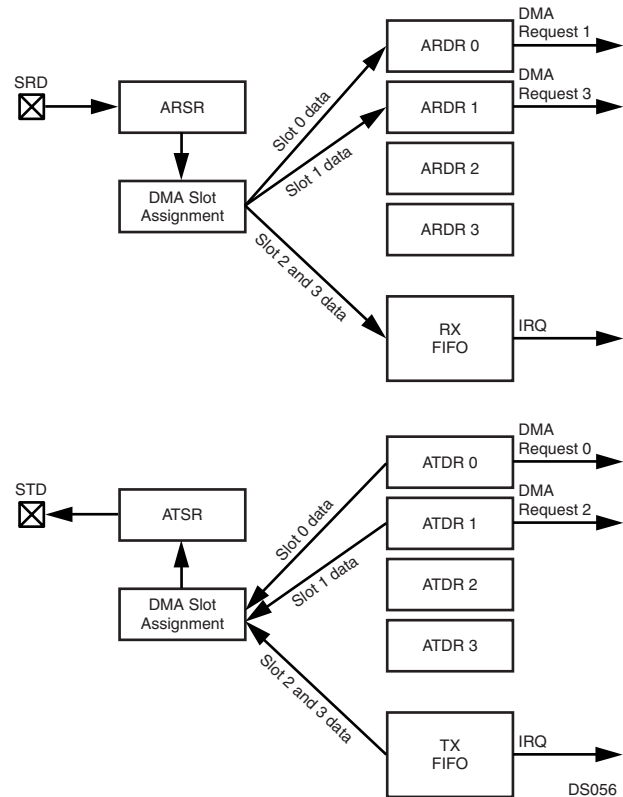 SRD
ARSR
DMA Slot
Assignment
Slot 0 data
Slot 1 data
Slot 2 and 3 data
ARDR 0
DMA
Request 1
ARDR 1
DMA
Request 3
ARDR 2
ARDR 3
RX
FIFO
IRQ
STD
ATSR
DMA Slot
Assignment
Slot 0 data
Slot 1 data
Slot 2 and 3 data
ATDR 0
DMA
Request 0
ATDR 1
DMA
Request 2
ATDR 2
ATDR 3
TX
FIFO
IRQ
DS056